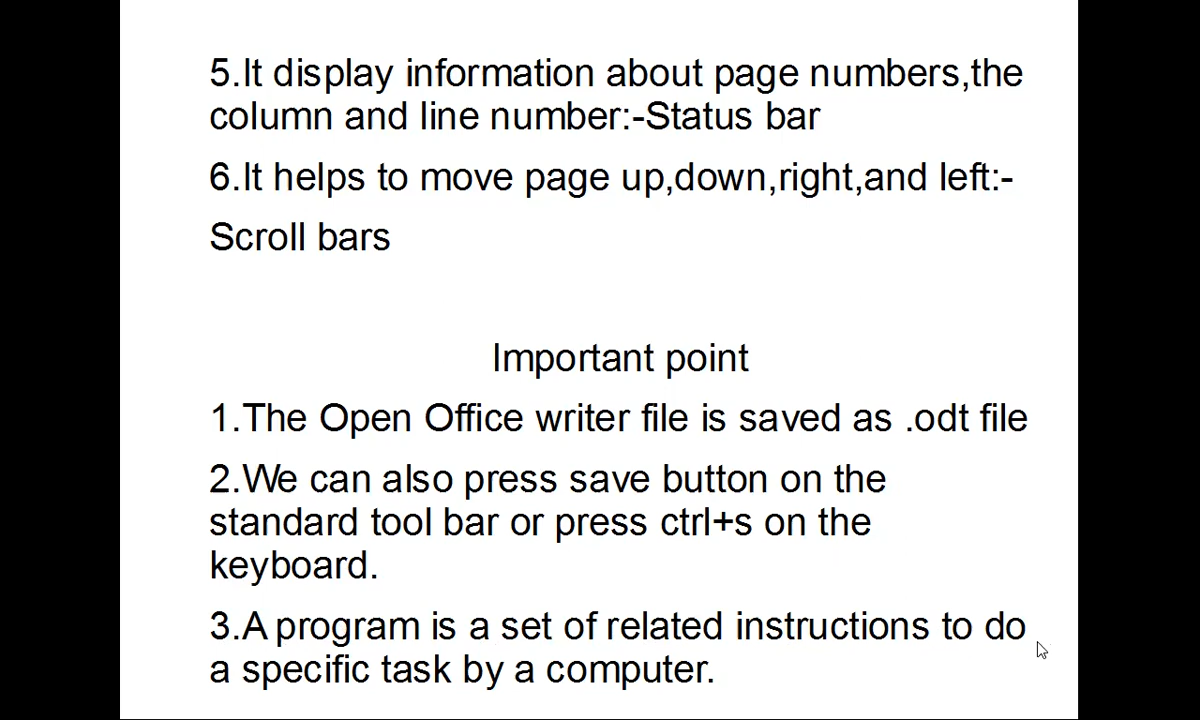 5.It display information about page numbers,the
column and line number:-Status bar
6.It helps to move page up,down,right,and left:-
Scroll bars
Important point
1.The Open Office writer file is saved as .odt file
2.We can also press save button on the
standard tool bar or press ctrl+s on the
keyboard.
3.A program is a set of related instructions to do
a specific task by a computer.